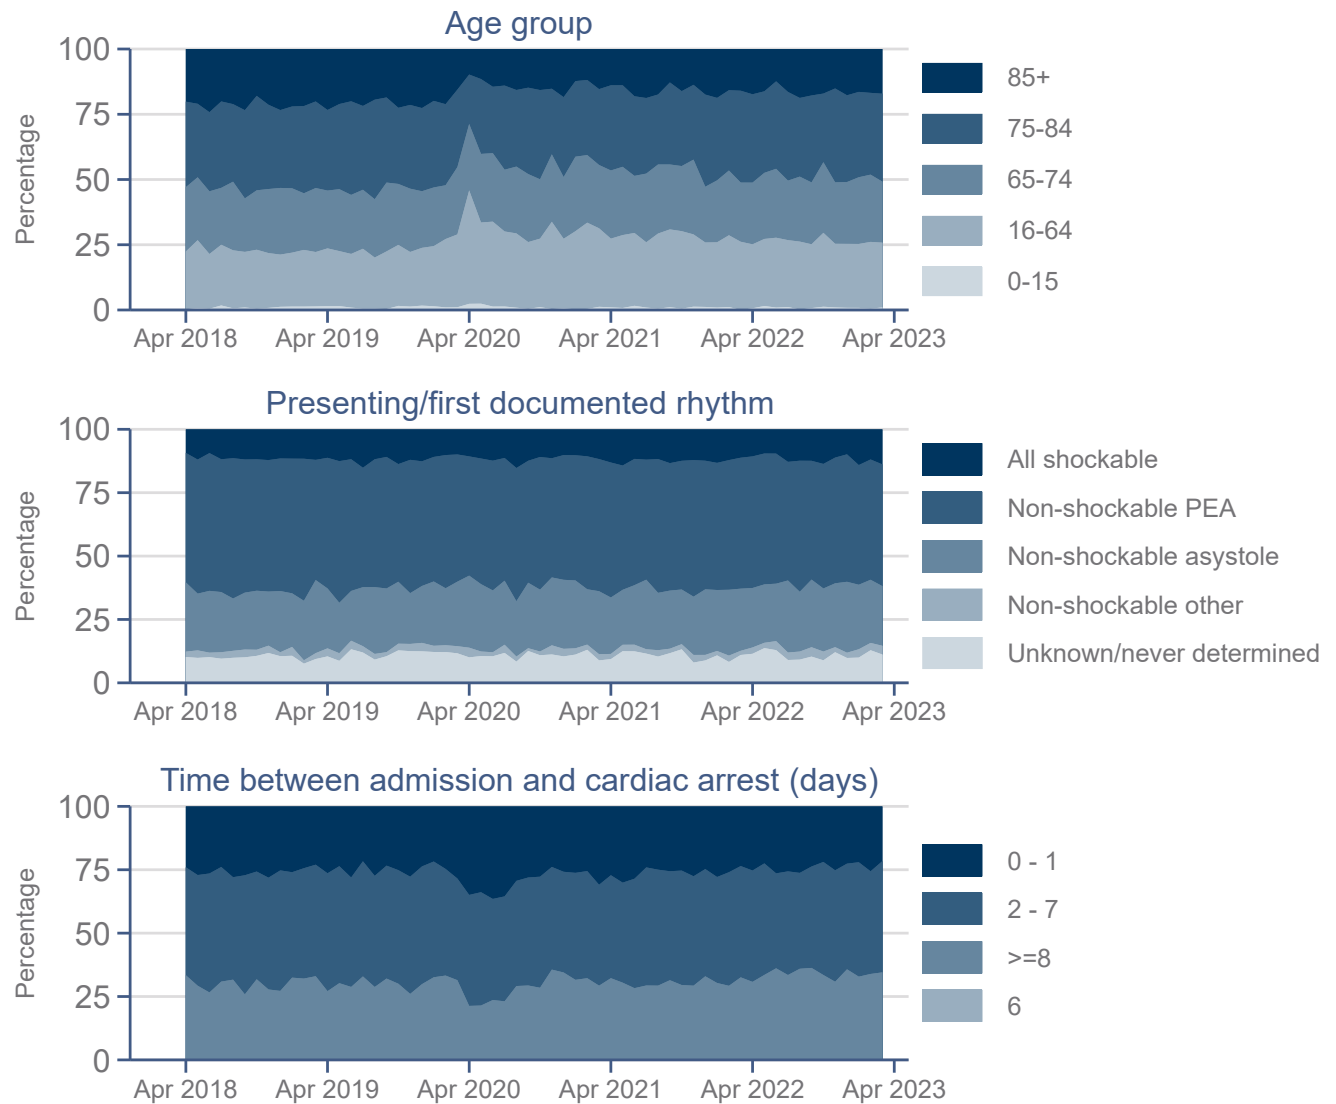 Age group
Percentage
100
75
50
25
0
Apr 2018 Apr 2019 Apr 2020 Apr 2021 Apr 2022 Apr 2023
85+
75-84
65-74
16-64
0-15
Presenting/first documented rhythm
Percentage
100
75
50
25
0
Apr 2018 Apr 2019 Apr 2020 Apr 2021 Apr 2022 Apr 2023
All shockable
Non-shockable PEA
Non-shockable asystole
Non-shockable other
Unknown/never determined
Time between admission and cardiac arrest (days)
Percentage
100
75
50
25
0
Apr 2018 Apr 2019 Apr 2020 Apr 2021 Apr 2022 Apr 2023
0 - 1
2 - 7
>=8
6